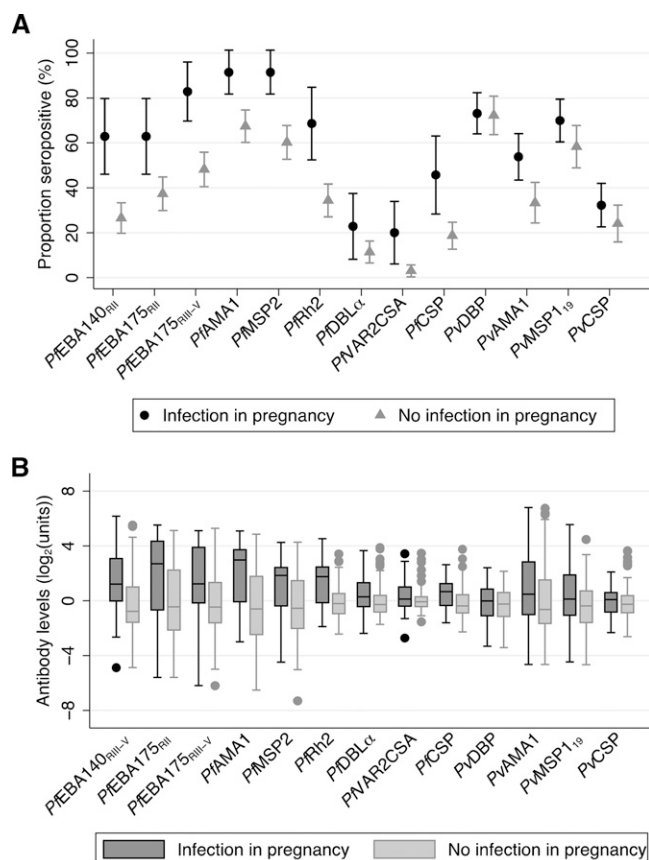 A
Proportion seropositive (%)
100
80
60
40
20
0
PfEBA140RII
PfEBA175RII
PfEBA175RIII-V
PfAMA1
PfMSP2
PfRh2
PfDBLα
PfVAR2CSA
PfCSP
PvDBP
PvAMA1
PvMSP1₁₉
PvCSP
Infection in pregnancy
No infection in pregnancy
B
Antibody levels (log₂(units))
8
4
0
−4
−8
PfEBA140RIII-V
PfEBA175RII
PfEBA175RIII-V
PfAMA1
PfMSP2
PfRh2
PfDBLα
PfVAR2CSA
PfCSP
PvDBP
PvAMA1
PvMSP1₁₉
PvCSP
Infection in pregnancy
No infection in pregnancy